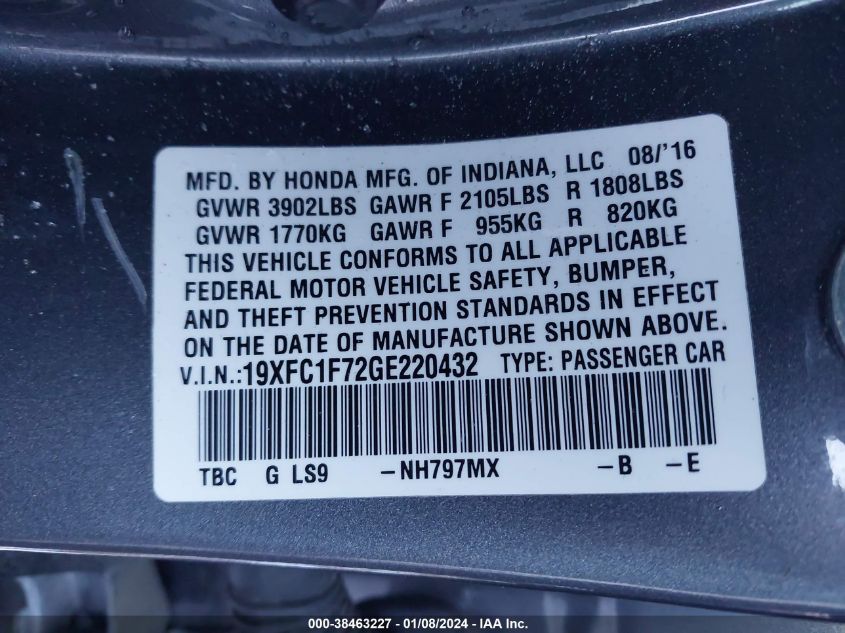 MFD. BY HONDA MFG. OF INDIANA, LLC 08/'16
GVWR 3902LBS GAWR F 2105LBS R 1808LBS
GVWR 1770KG GAWR F 955KG R 820KG
THIS VEHICLE CONFORMS TO ALL APPLICABLE
FEDERAL MOTOR VEHICLE SAFETY, BUMPER,
AND THEFT PREVENTION STANDARDS IN EFFECT
ON THE DATE OF MANUFACTURE SHOWN ABOVE.
V.I.N.:19XFC1F72GE220432 TYPE: PASSENGER CAR
TBC G LS9 -NH797MX -B -E
000-38463227 - 01/08/2024 - IAA Inc.